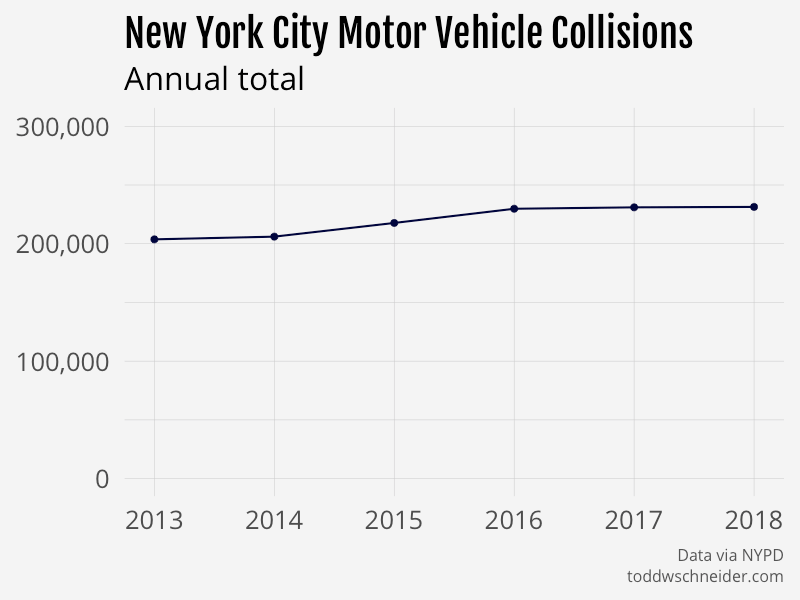 New York City Motor Vehicle Collisions
Annual total
300,000
200,000
100,000
0
2013 2014 2015 2016 2017 2018
Data via NYPD
toddwschneider.com